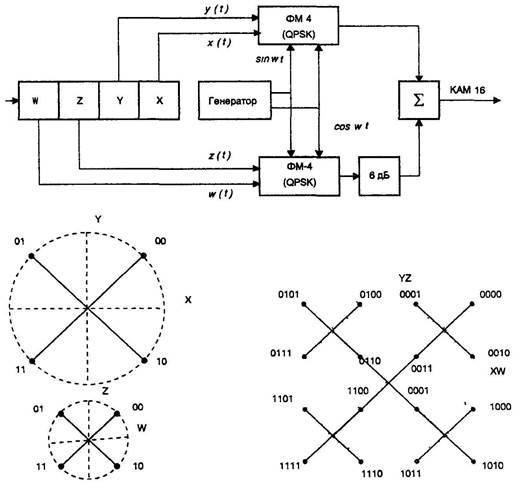 y(t)
ФМ 4
(QPSK)
x(t)
sinwt
КАМ 16
W Z Y X
Генератор
Σ
cos wt
z(t)
ФМ-4
(QPSK)
6 дБ
w(t)
Y
01 00
X
11 10
Z
01 00
W
11 10
YZ
0101 0100 0001 0000
0111 0110 0011 0010
XW
1101 1100 0001 1000
1111 1110 1011 1010